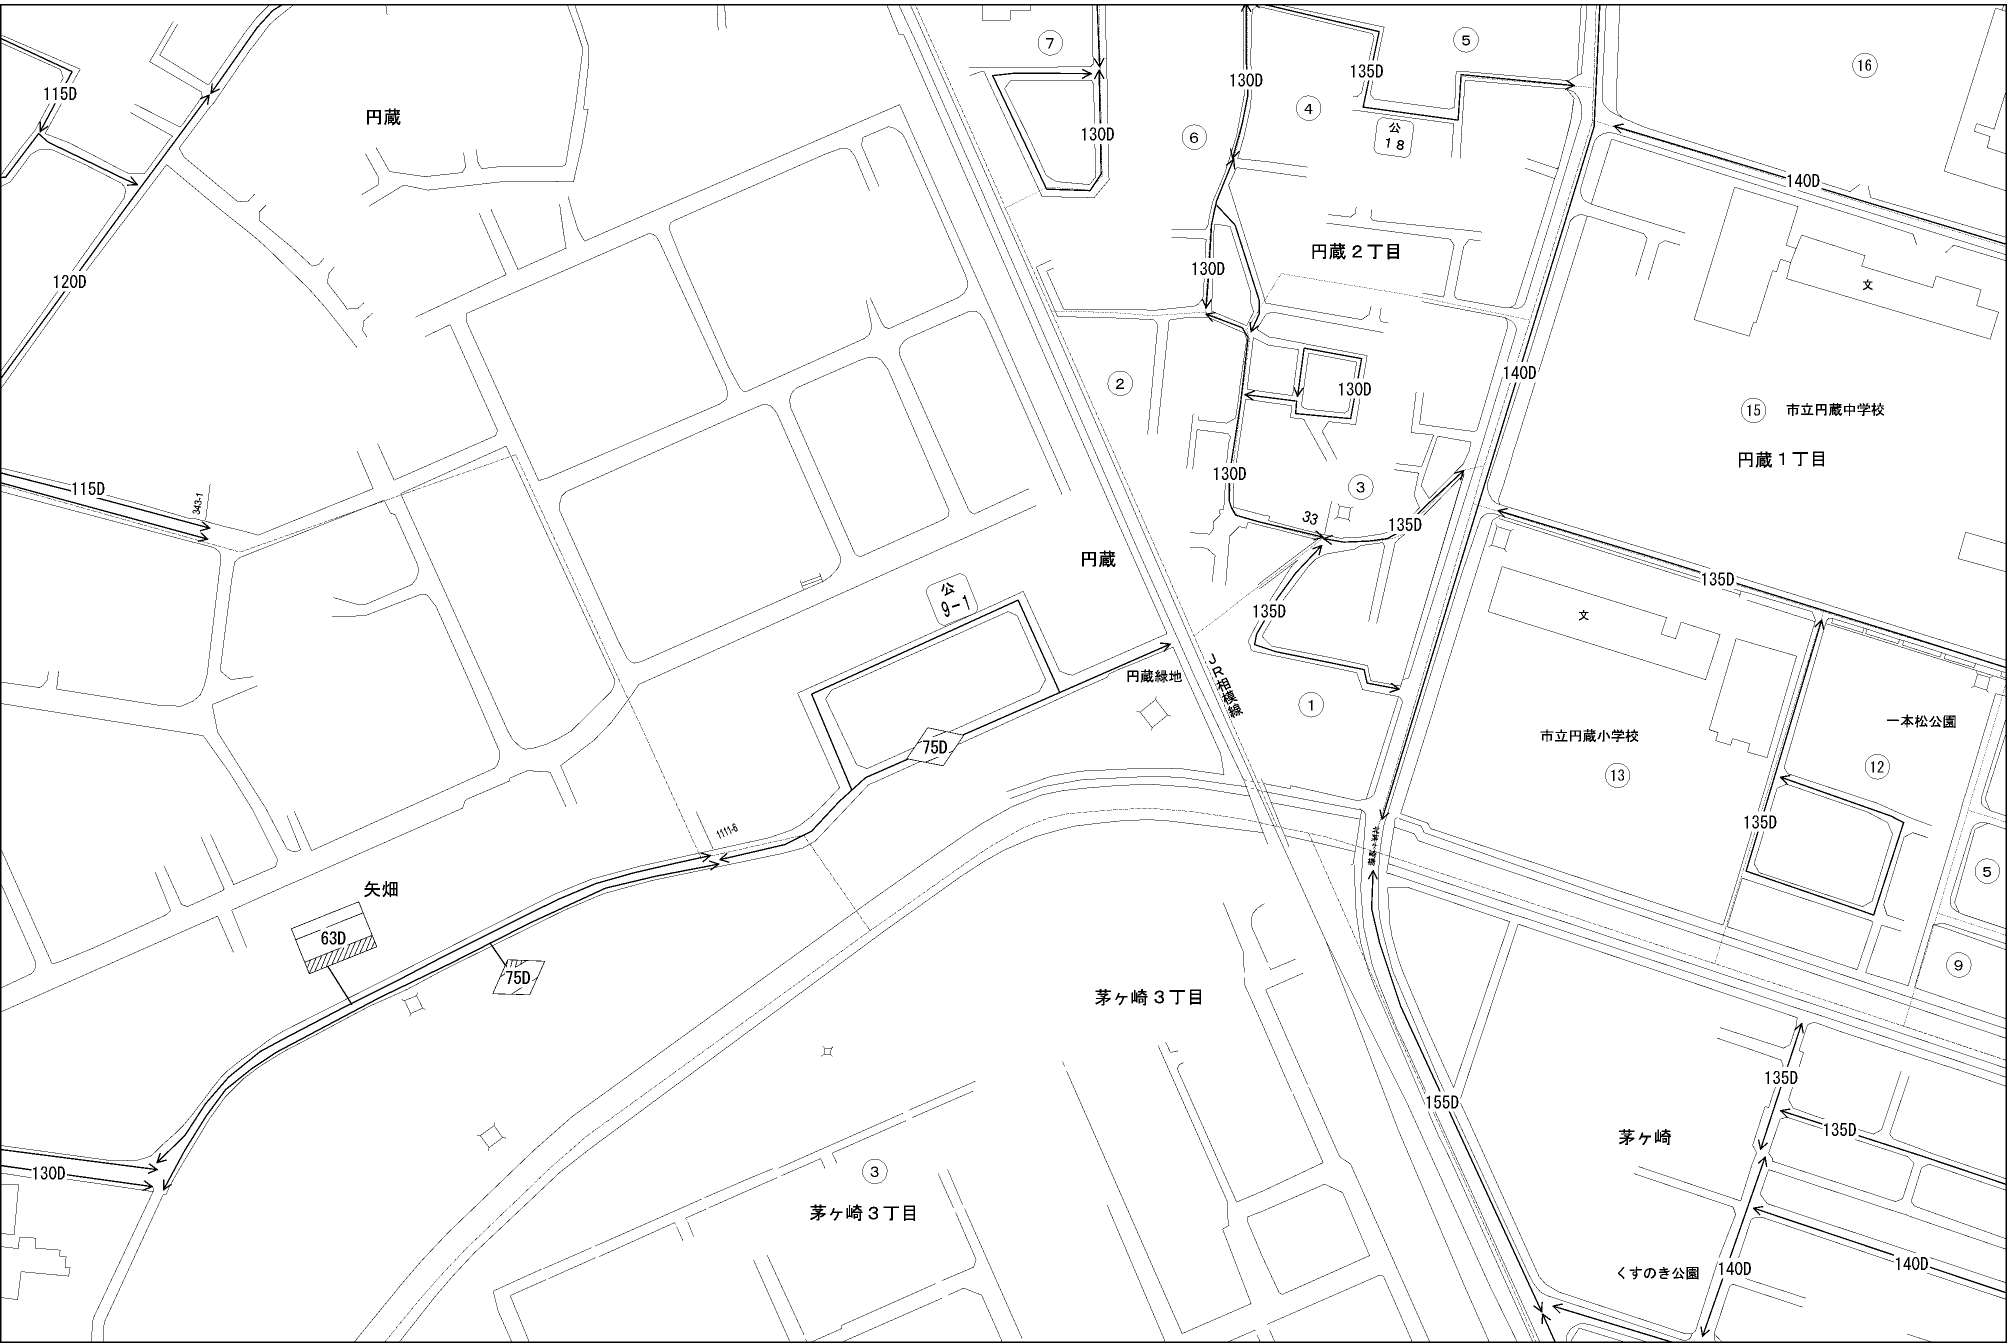 ⑦
⑤
⑯
115D
130D
135D
円蔵
④
130D
⑥
公
18
140D
円蔵2丁目
130D
120D
文
140D
②
130D
⑮
市立円蔵中学校
円蔵1丁目
130D
115D
343-1
③
33
135D
円蔵
135D
公
9-1
135D
文
円蔵緑地
JR相模線
①
一本松公園
市立円蔵小学校
75D
⑬
⑫
135D
1111-6
⑤
矢畑
63D
75D
⑨
茅ヶ崎3丁目
135D
155D
135D
茅ヶ崎
130D
③
茅ヶ崎3丁目
くすのき公園
140D
140D